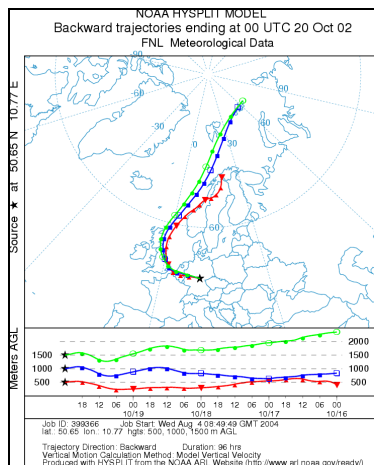 NOAA HYSPLIT MODEL
Backward trajectories ending at 00 UTC 20 Oct 02
FNL Meteorological Data
Source ★ at 50.65 N 10.77 E
-90
-60
-30
0
30
60
90
80
60
Meters AGL
1500
1000
500
2000
1500
1000
500
18 12 06 00 18 12 06 00 18 12 06 00 18 12 06 00
10/19 10/18 10/17 10/16
Job ID: 399366 Job Start: Wed Aug 4 08:49:49 GMT 2004
lat.: 50.65 lon.: 10.77 hgts: 500, 1000, 1500 m AGL
Trajectory Direction: Backward Duration: 96 hrs
Vertical Motion Calculation Method: Model Vertical Velocity
Produced with HYSPLIT from the NOAA ARL Website (http://www.arl.noaa.gov/ready/)